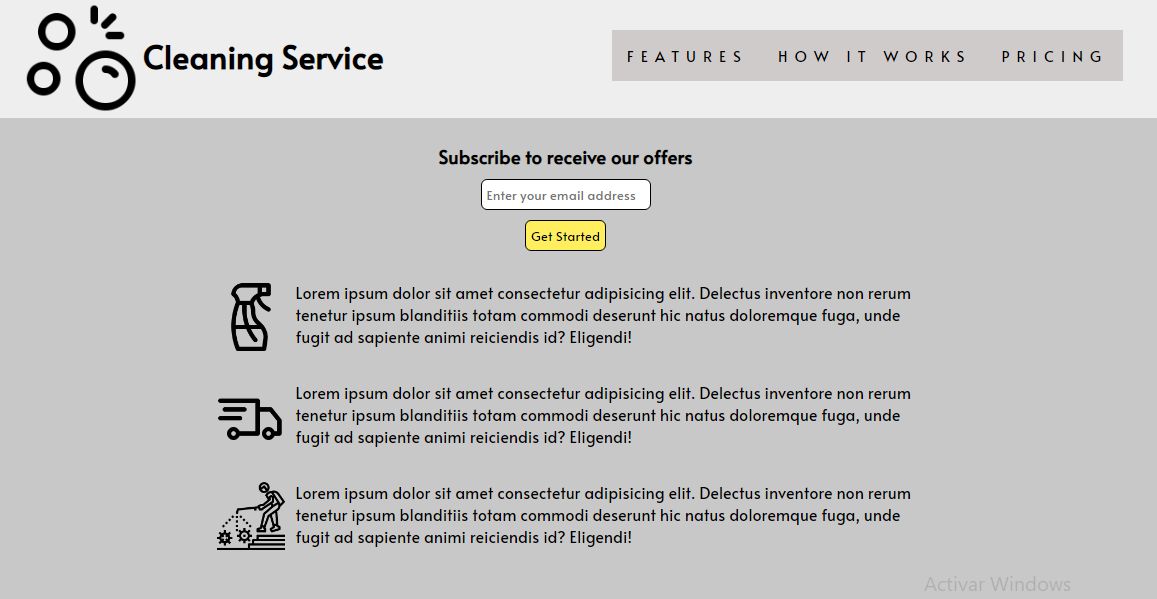 Cleaning Service
FEATURES HOW IT WORKS PRICING
Subscribe to receive our offers
Enter your email address
Get Started
Lorem ipsum dolor sit amet consectetur adipisicing elit. Delectus inventore non rerum
tenetur ipsum blanditiis totam commodi deserunt hic natus doloremque fuga, unde
fugit ad sapiente animi reiciendis id? Eligendi!
Lorem ipsum dolor sit amet consectetur adipisicing elit. Delectus inventore non rerum
tenetur ipsum blanditiis totam commodi deserunt hic natus doloremque fuga, unde
fugit ad sapiente animi reiciendis id? Eligendi!
Lorem ipsum dolor sit amet consectetur adipisicing elit. Delectus inventore non rerum
tenetur ipsum blanditiis totam commodi deserunt hic natus doloremque fuga, unde
fugit ad sapiente animi reiciendis id? Eligendi!
Activar Windows